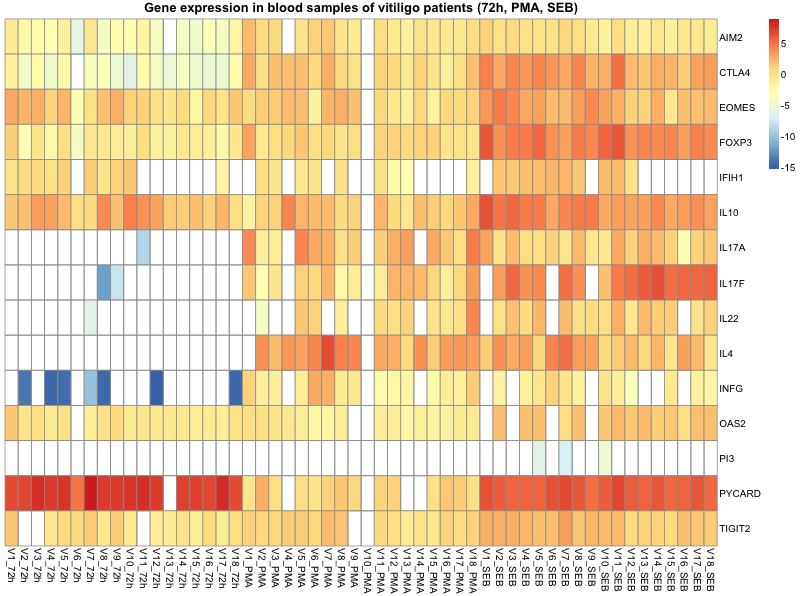 Gene expression in blood samples of vitiligo patients (72h, PMA, SEB)
AIM2
CTLA4
EOMES
FOXP3
IFIH1
IL10
IL17A
IL17F
IL22
IL4
INFG
OAS2
PI3
PYCARD
TIGIT2
5
0
-5
-10
-15
V1_72h
V2_72h
V3_72h
V4_72h
V5_72h
V6_72h
V7_72h
V8_72h
V9_72h
V10_72h
V11_72h
V12_72h
V13_72h
V14_72h
V15_72h
V16_72h
V17_72h
V18_72h
V1_PMA
V2_PMA
V3_PMA
V4_PMA
V5_PMA
V6_PMA
V7_PMA
V8_PMA
V9_PMA
V10_PMA
V11_PMA
V12_PMA
V13_PMA
V14_PMA
V15_PMA
V16_PMA
V17_PMA
V18_PMA
V1_SEB
V2_SEB
V3_SEB
V4_SEB
V5_SEB
V6_SEB
V7_SEB
V8_SEB
V9_SEB
V10_SEB
V11_SEB
V12_SEB
V13_SEB
V14_SEB
V15_SEB
V16_SEB
V17_SEB
V18_SEB